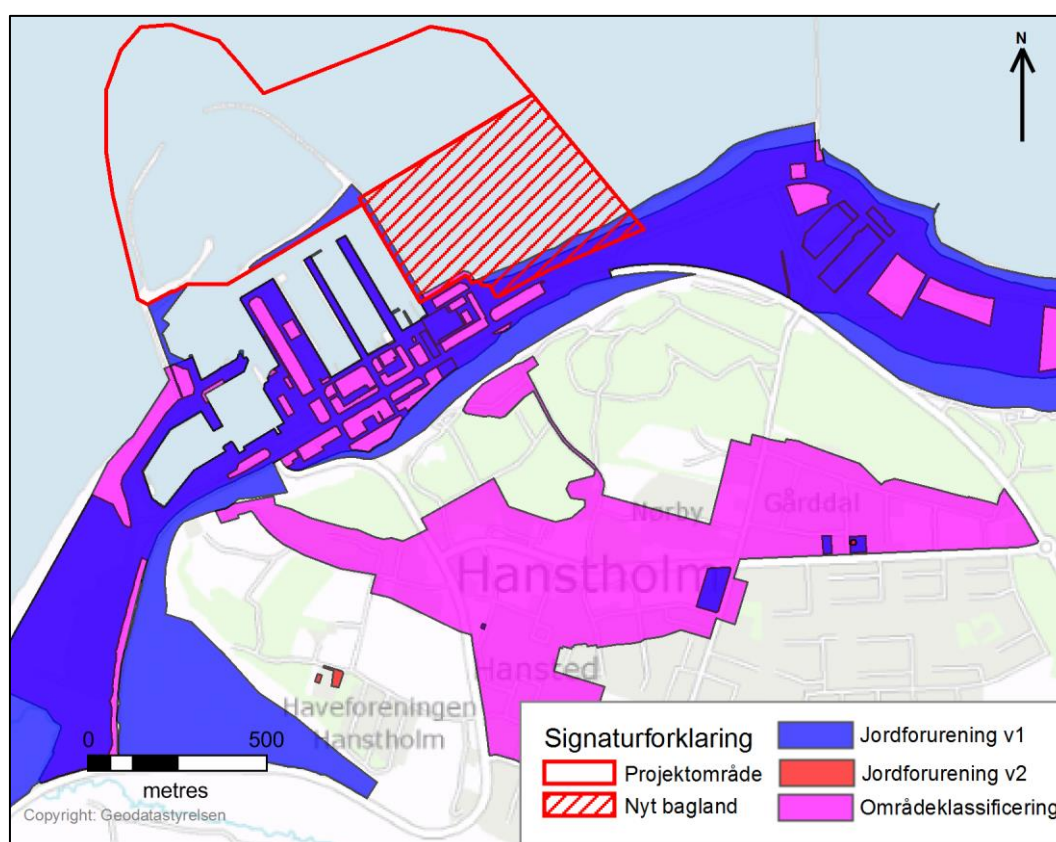 N
Nørby
Gårddal
Hanstholm
Hansted
Haveforeningen
Hanstholm
0 500
metres
Copyright: Geodatastyrelsen
Signaturforklaring
Projektområde
Nyt bagland
Jordforurening v1
Jordforurening v2
Områdeklassificering